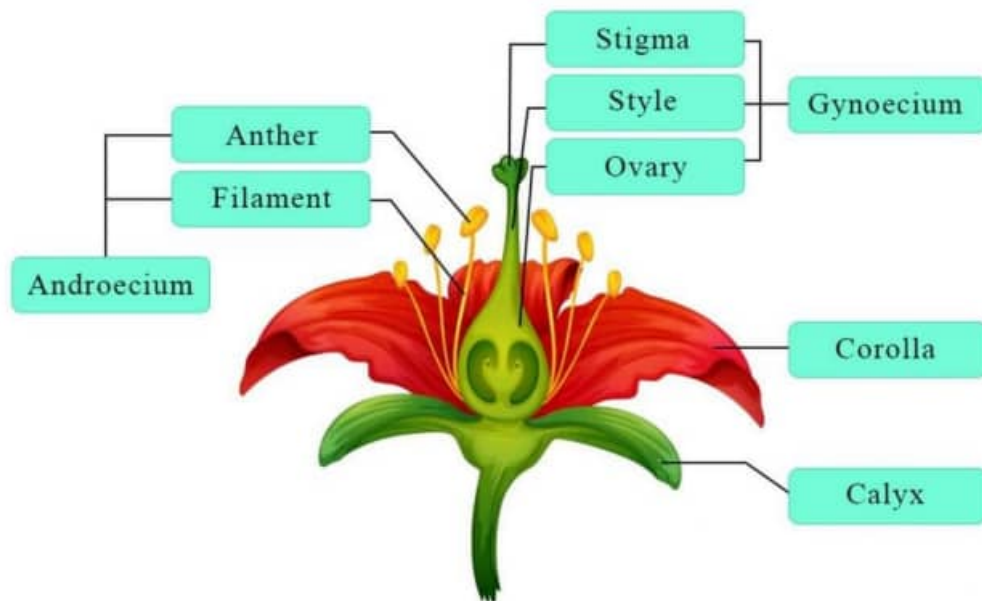 Stigma
Style
Gynoecium
Anther
Ovary
Filament
Androecium
Corolla
Calyx